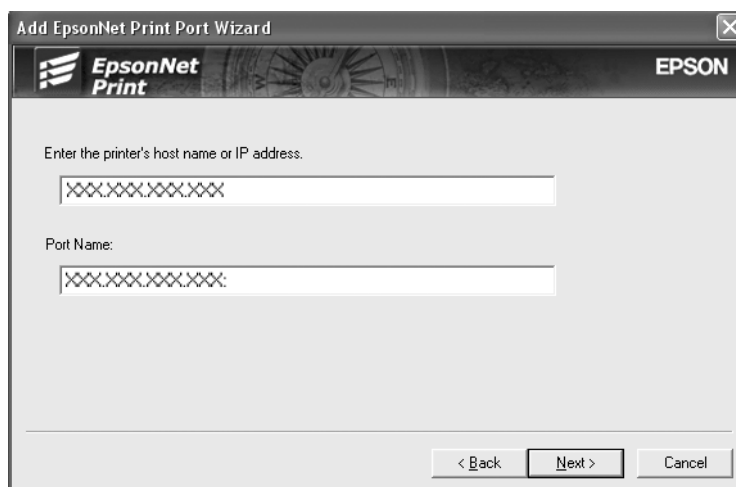 Add EpsonNet Print Port Wizard
EpsonNet
Print
EPSON
Enter the printer's host name or IP address.
XXX.XXX.XXX.XXX
Port Name:
XXX.XXX.XXX.XXX:
< Back
Next >
Cancel